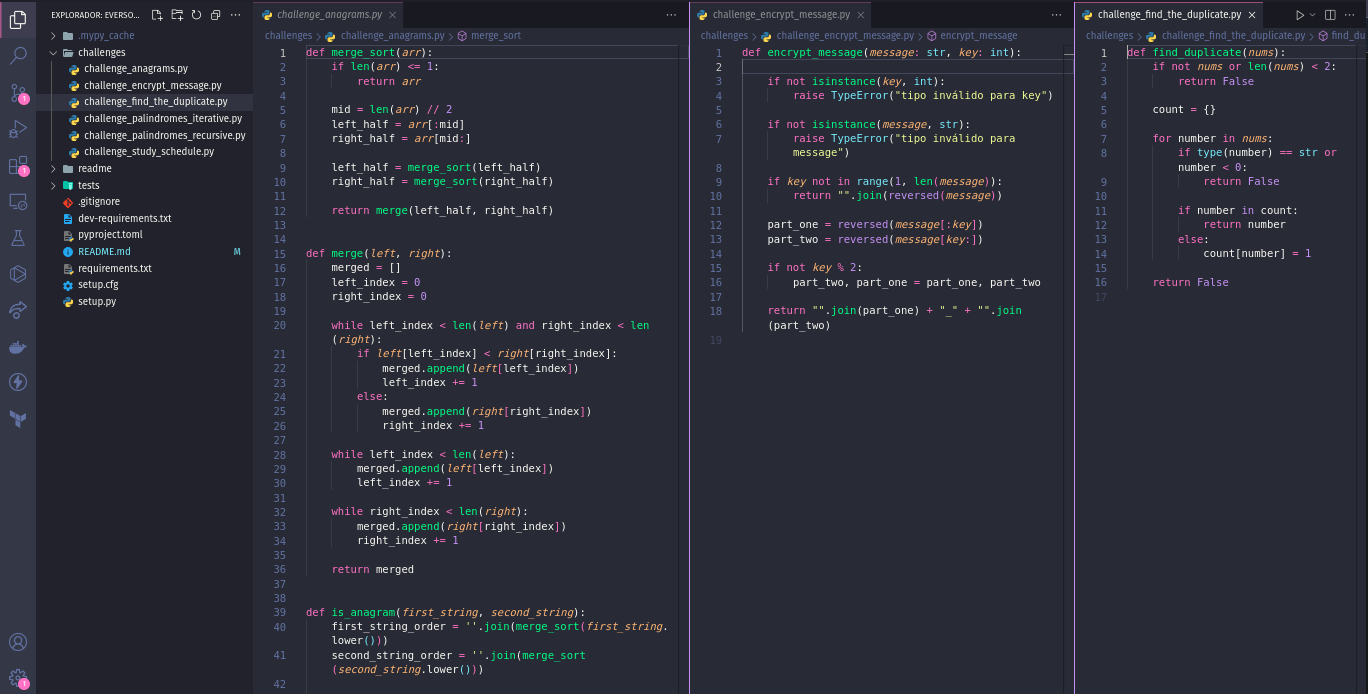 EXPLORADOR: EVERSO...
.mypy_cache
challenges
challenge_anagrams.py
challenge_encrypt_message.py
challenge_find_the_duplicate.py
challenge_palindromes_iterative.py
challenge_palindromes_recursive.py
challenge_study_schedule.py
readme
tests
.gitignore
dev-requirements.txt
pyproject.toml
README.md M
requirements.txt
setup.cfg
setup.py
1
1
1
challenge_anagrams.py
challenges > challenge_anagrams.py > merge_sort
1 def merge_sort(arr):
2 if len(arr) <= 1:
3 return arr
4
5 mid = len(arr) // 2
6 left_half = arr[:mid]
7 right_half = arr[mid:]
8
9 left_half = merge_sort(left_half)
10 right_half = merge_sort(right_half)
11
12 return merge(left_half, right_half)
13
14
15 def merge(left, right):
16 merged = []
17 left_index = 0
18 right_index = 0
19
20 while left_index < len(left) and right_index < len
(right):
21 if left[left_index] < right[right_index]:
22 merged.append(left[left_index])
23 left_index += 1
24 else:
25 merged.append(right[right_index])
26 right_index += 1
27
28 while left_index < len(left):
29 merged.append(left[left_index])
30 left_index += 1
31
32 while right_index < len(right):
33 merged.append(right[right_index])
34 right_index += 1
35
36 return merged
37
38
39 def is_anagram(first_string, second_string):
40 first_string_order = ''.join(merge_sort(first_string.
lower()))
41 second_string_order = ''.join(merge_sort
(second_string.lower()))
42
challenge_encrypt_message.py
challenges > challenge_encrypt_message.py > encrypt_message
1 def encrypt_message(message: str, key: int):
2
3 if not isinstance(key, int):
4 raise TypeError("tipo inválido para key")
5
6 if not isinstance(message, str):
7 raise TypeError("tipo inválido para
message")
8
9 if key not in range(1, len(message)):
10 return "".join(reversed(message))
11
12 part_one = reversed(message[:key])
13 part_two = reversed(message[key:])
14
15 if not key % 2:
16 part_two, part_one = part_one, part_two
17
18 return "".join(part_one) + "_" + "".join
(part_two)
19
challenge_find_the_duplicate.py
challenges > challenge_find_the_duplicate.py > find_du
1 def find_duplicate(nums):
2 if not nums or len(nums) < 2:
3 return False
4
5 count = {}
6
7 for number in nums:
8 if type(number) == str or
number < 0:
9 return False
10
11 if number in count:
12 return number
13 else:
14 count[number] = 1
15
16 return False
17